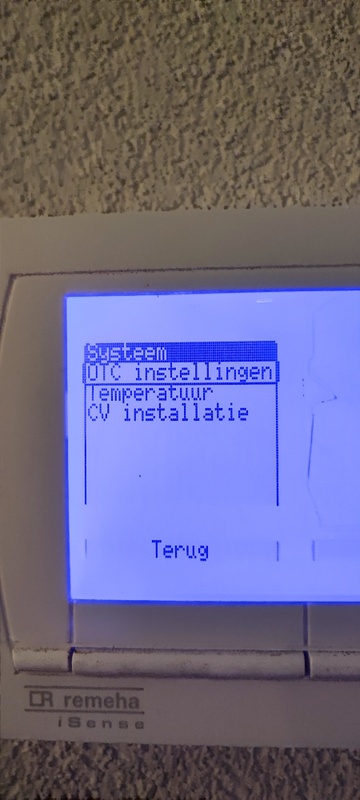 Systeem
OTC instellingen
Temperatuur
CV installatie
Terug
remeha
iSense